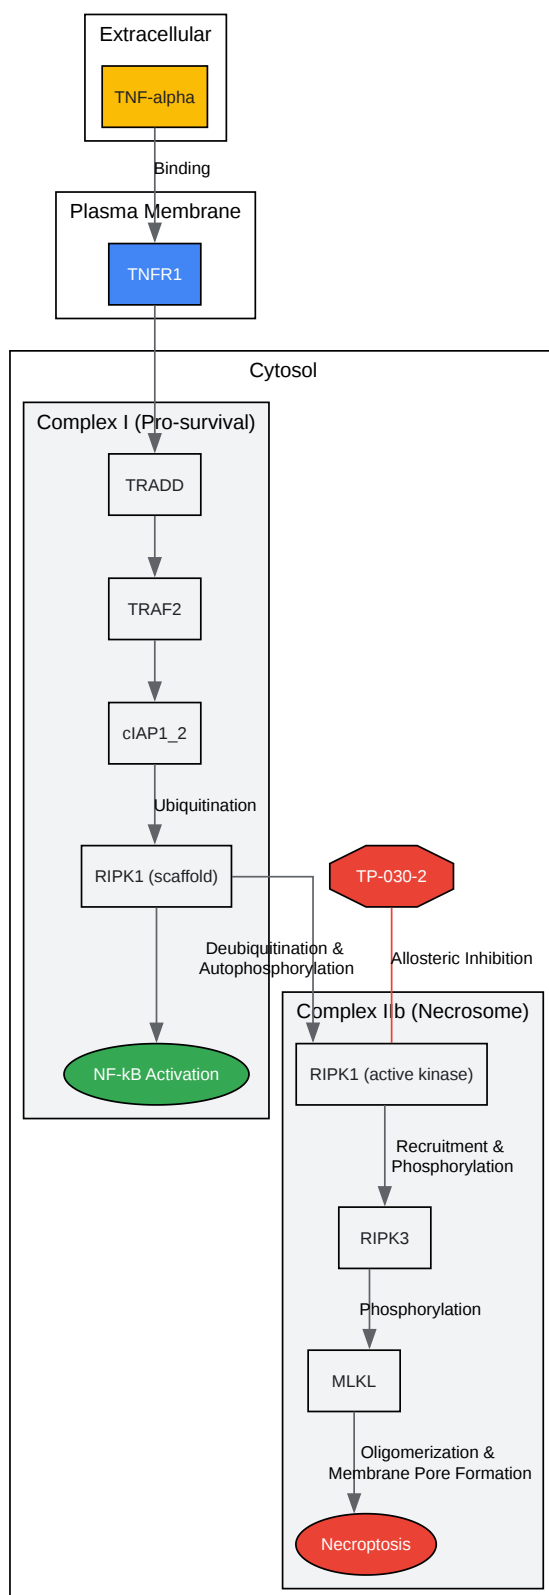 Extracellular
TNF-alpha
Binding
Plasma Membrane
TNFR1
Cytosol
Complex I (Pro-survival)
TRADD
TRAF2
cIAP1_2
Ubiquitination
RIPK1 (scaffold)
TP-030-2
Deubiquitination &
Autophosphorylation
Allosteric Inhibition
Complex IIb (Necrosome)
NF-kB Activation
RIPK1 (active kinase)
Recruitment &
Phosphorylation
RIPK3
Phosphorylation
MLKL
Oligomerization &
Membrane Pore Formation
Necroptosis